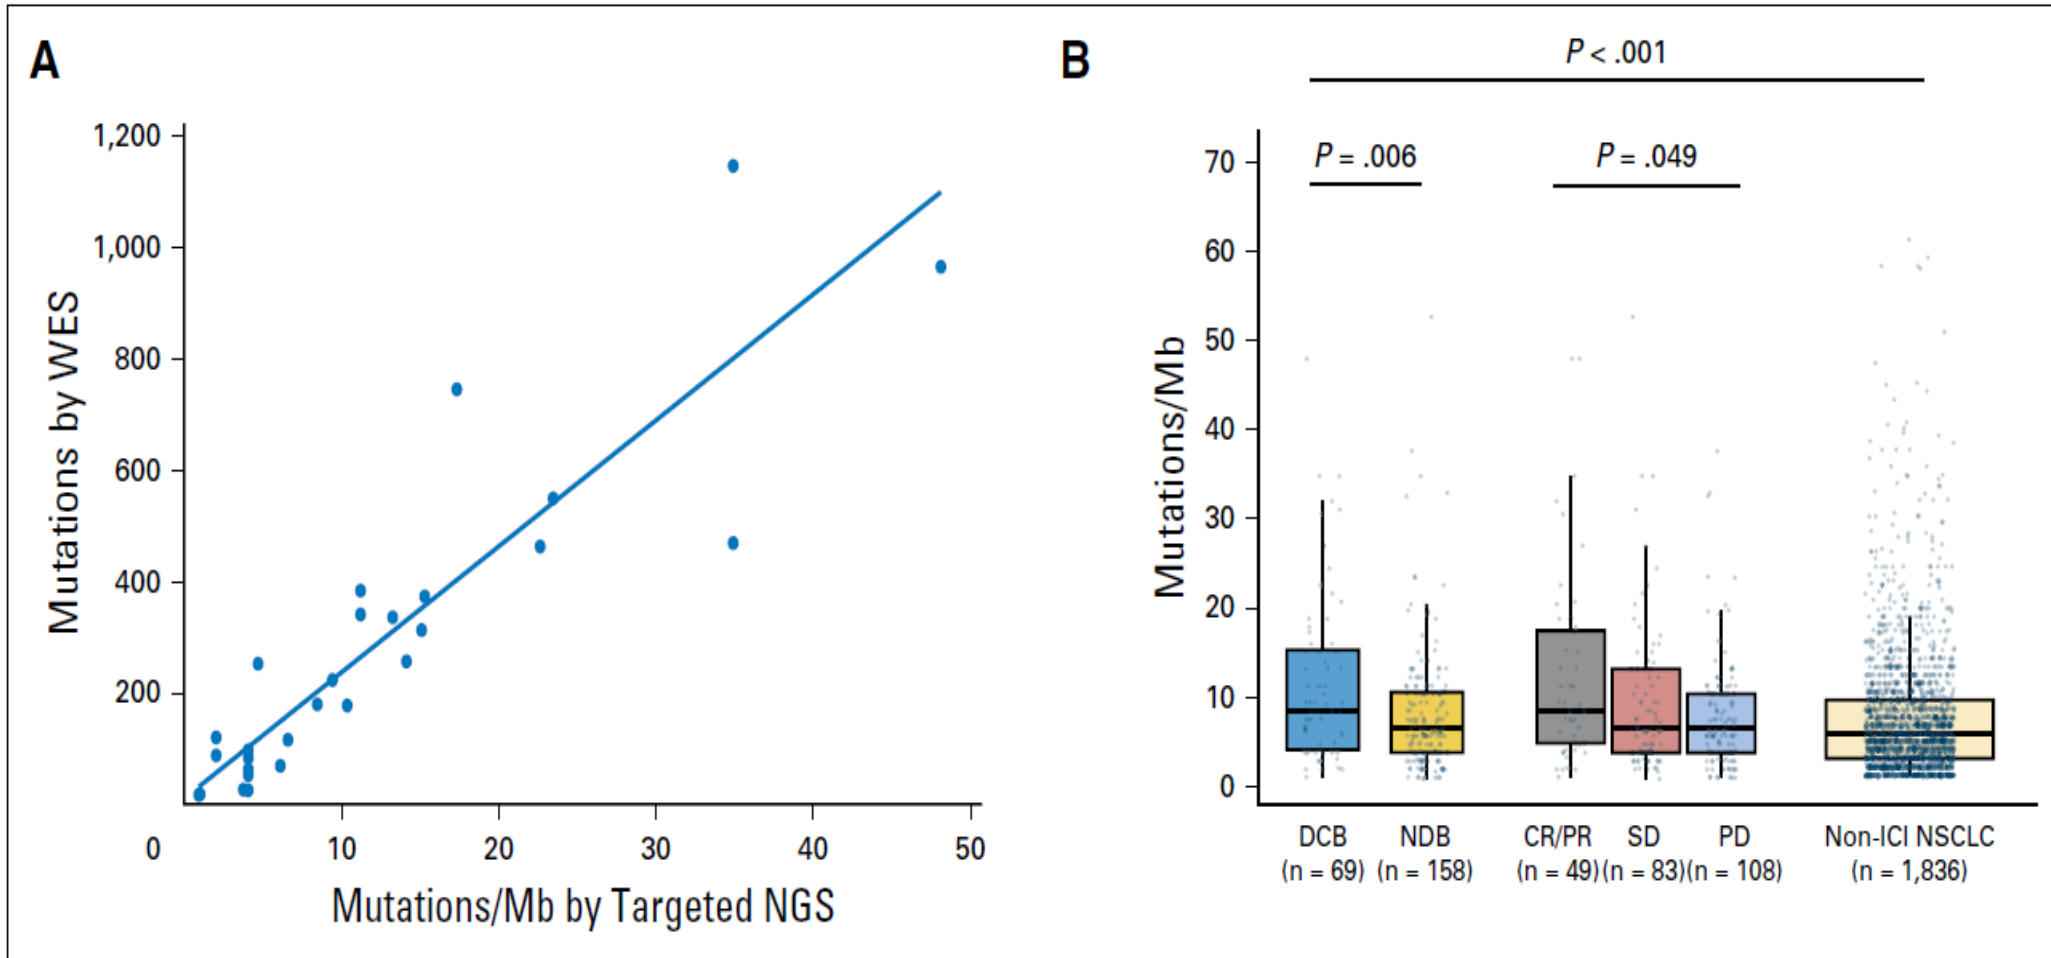 A
Mutations by WES
1,200
1,000
800
600
400
200
0
10
20
30
40
50
Mutations/Mb by Targeted NGS
B
P < .001
P = .006
P = .049
Mutations/Mb
70
60
50
40
30
20
10
0
DCB
(n = 69)
NDB
(n = 158)
CR/PR
(n = 49)
SD
(n = 83)
PD
(n = 108)
Non-ICI NSCLC
(n = 1,836)